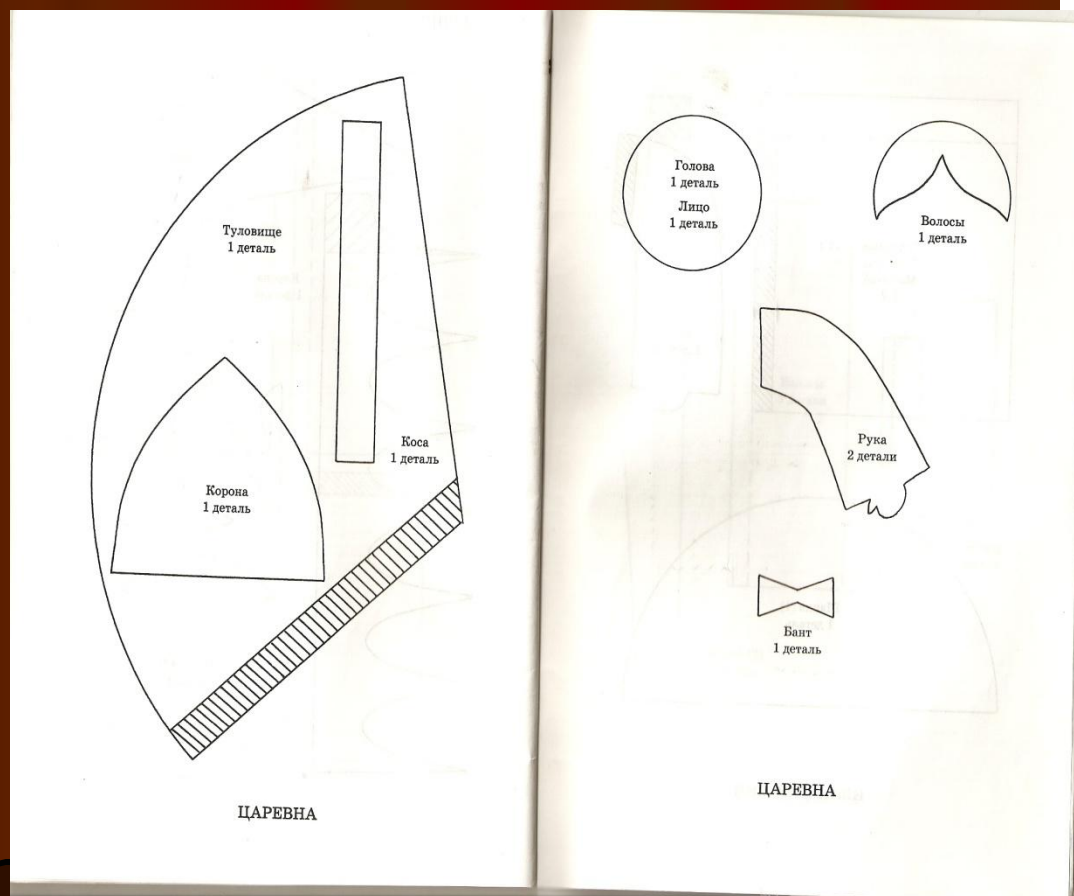 Туловище
1 деталь
Коса
1 деталь
Корона
1 деталь
ЦАРЕВНА
Голова
1 деталь
Лицо
1 деталь
Волосы
1 деталь
Рука
2 детали
Бант
1 деталь
ЦАРЕВНА